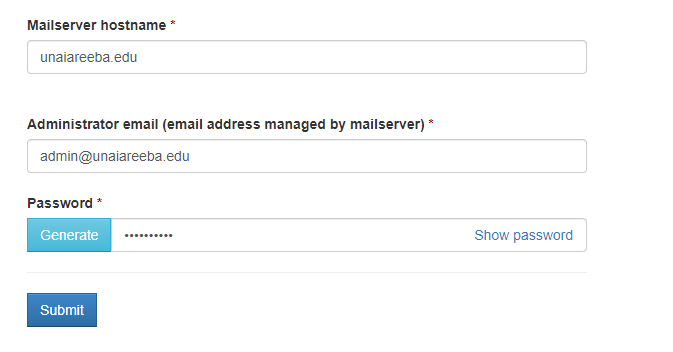 Mailserver hostname *
unaiareeba.edu
Administrator email (email address managed by mailserver) *
admin@unaiareeba.edu
Password *
Generate •••••••••• Show password
Submit